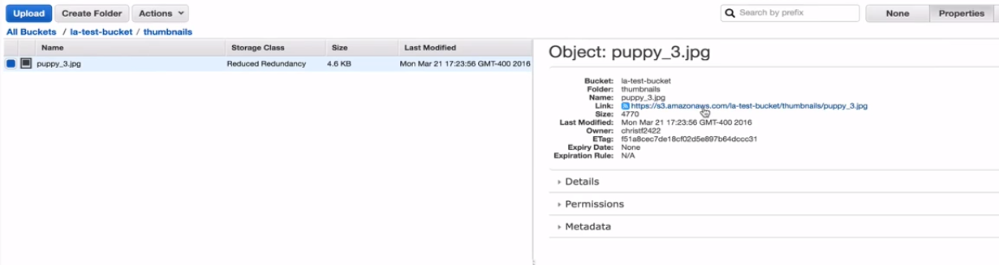 Upload Create Folder Actions Search by prefix None Properties
All Buckets / la-test-bucket / thumbnails
Name Storage Class Size Last Modified
puppy_3.jpg Reduced Redundancy 4.6 KB Mon Mar 21 17:23:56 GMT-400 2016
Object: puppy_3.jpg
Bucket: la-test-bucket
Folder: thumbnails
Name: puppy_3.jpg
Link: https://s3.amazonaws.com/la-test-bucket/thumbnails/puppy_3.jpg
Size: 4770
Last Modified: Mon Mar 21 17:23:56 GMT-400 2016
Owner: christf2422
ETag: f51a8cec7de18cf02d5e897b64dccc31
Expiry Date: None
Expiration Rule: N/A
Details
Permissions
Metadata